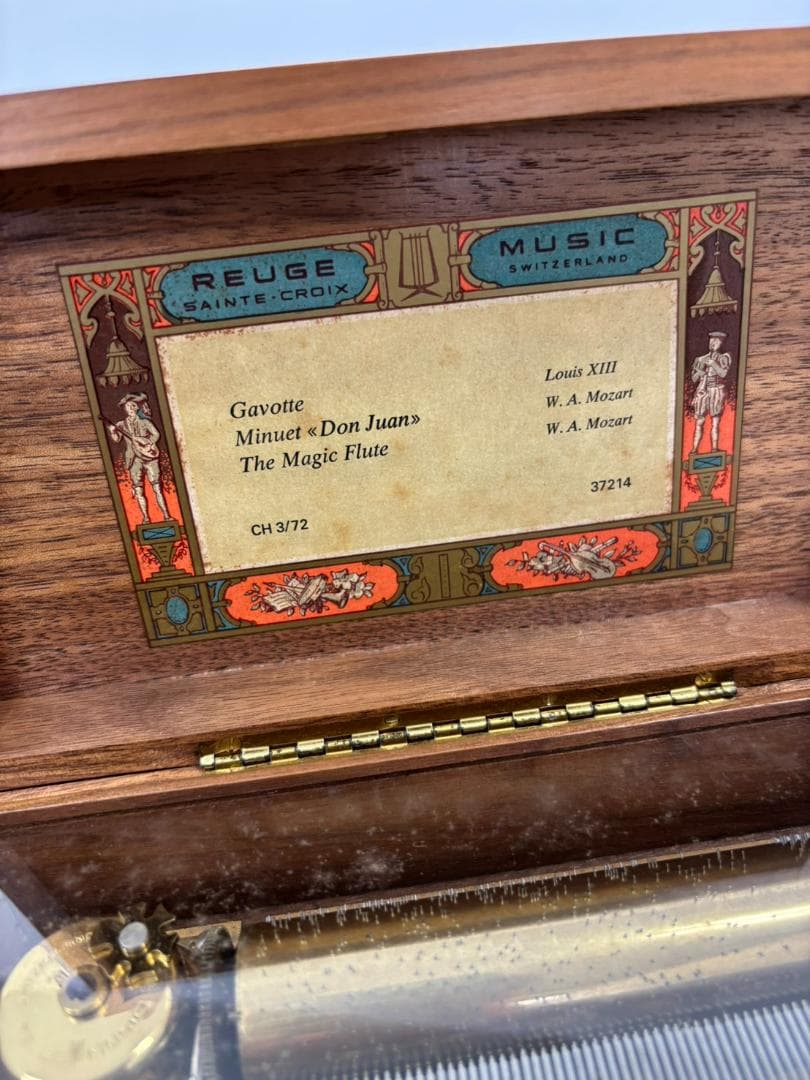 REUGE
SAINTE-CROIX
MUSIC
SWITZERLAND
Gavotte Louis XIII
Minuet «Don Juan» W. A. Mozart
The Magic Flute W. A. Mozart
CH 3/72 37214